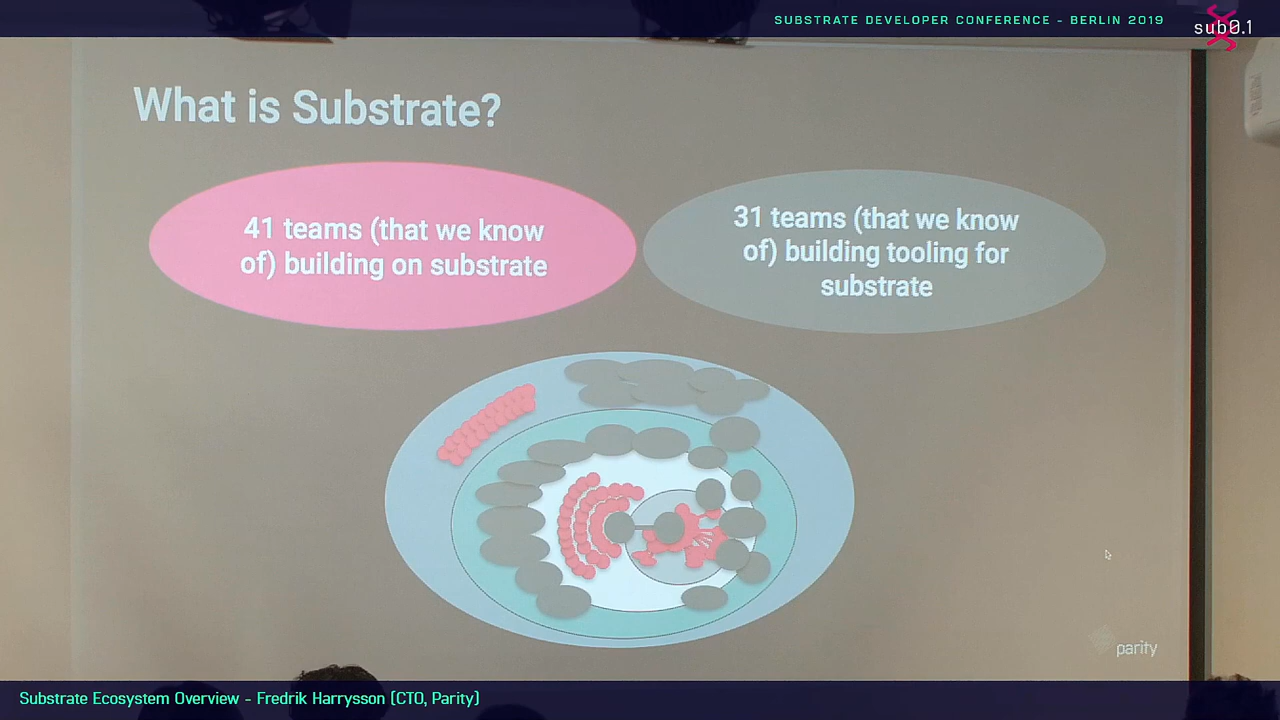 SUBSTRATE DEVELOPER CONFERENCE - BERLIN 2019
sub0.1
What is Substrate?
41 teams (that we know
of) building on substrate
31 teams (that we know
of) building tooling for
substrate
parity
Substrate Ecosystem Overview - Fredrik Harrysson (CTO, Parity)